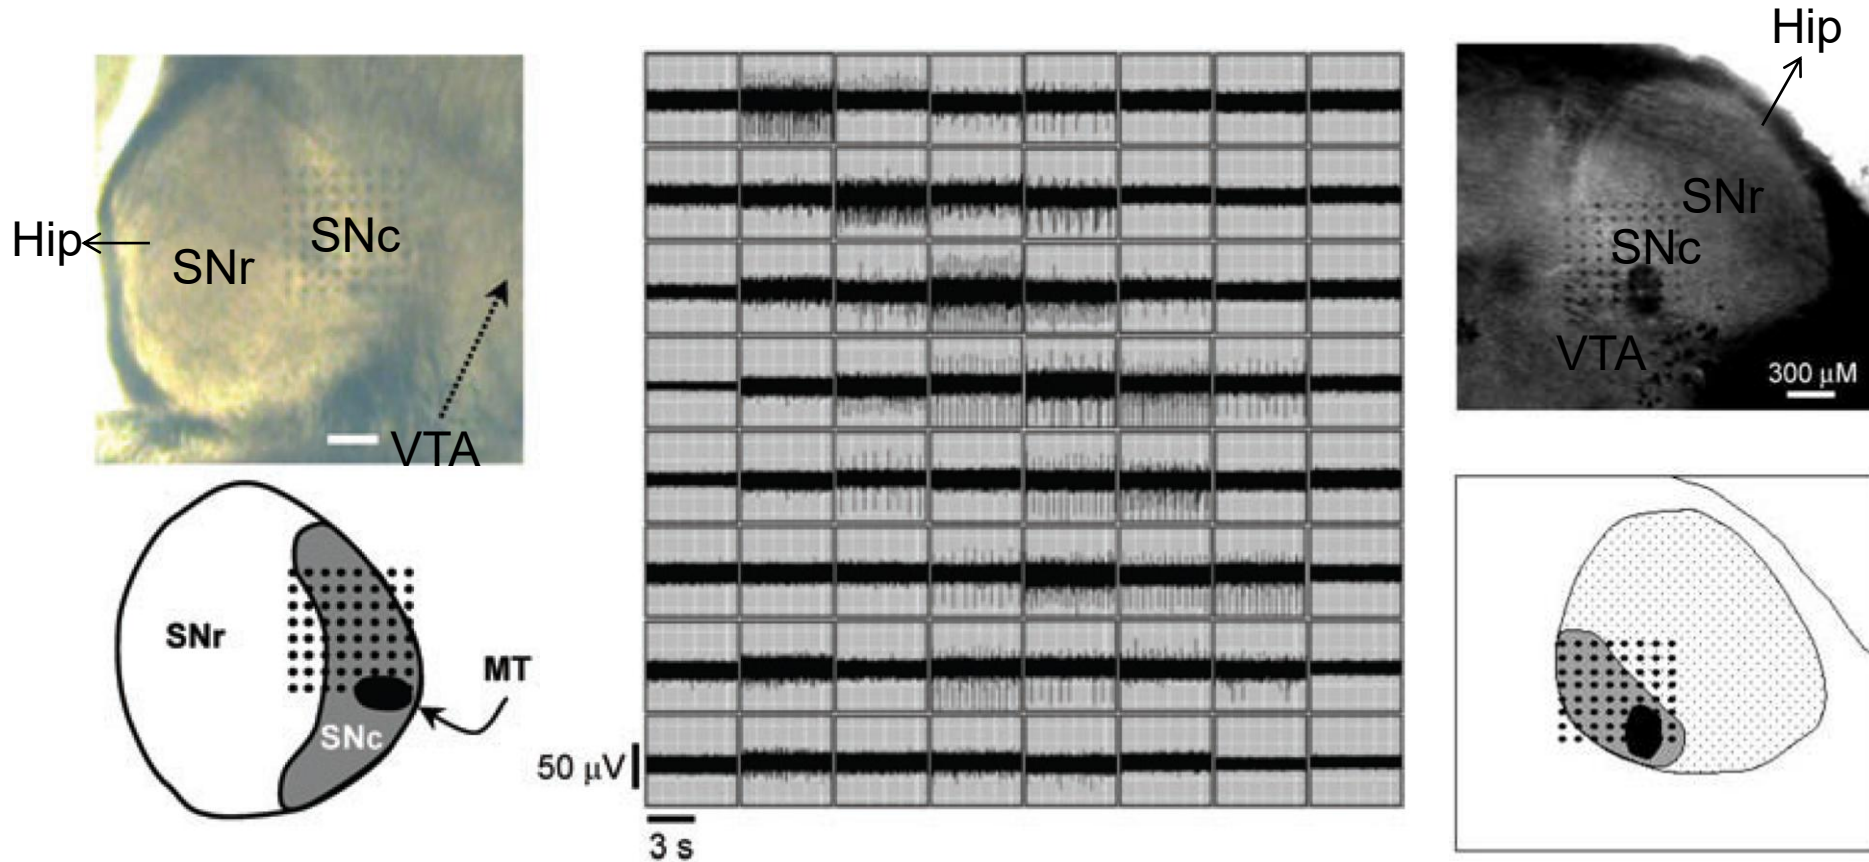 Hip
SNr
SNc
VTA
SNr
SNc
MT
50 μV
3 s
Hip
SNr
SNc
VTA
300 μM